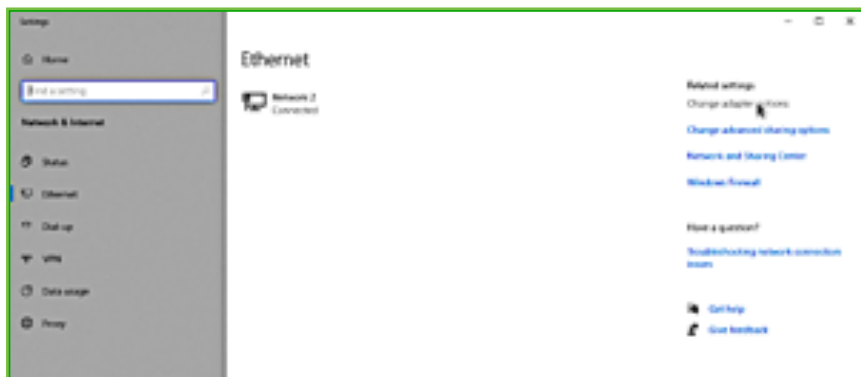 Settings
Home
Find a setting
Network & Internet
Status
Ethernet
Dial-up
VPN
Data usage
Proxy
Ethernet
Network 2
Connected
Related settings
Change adapter options
Change advanced sharing options
Network and Sharing Center
Windows Firewall
Have a question?
Troubleshooting network connection
issues
Get help
Give feedback